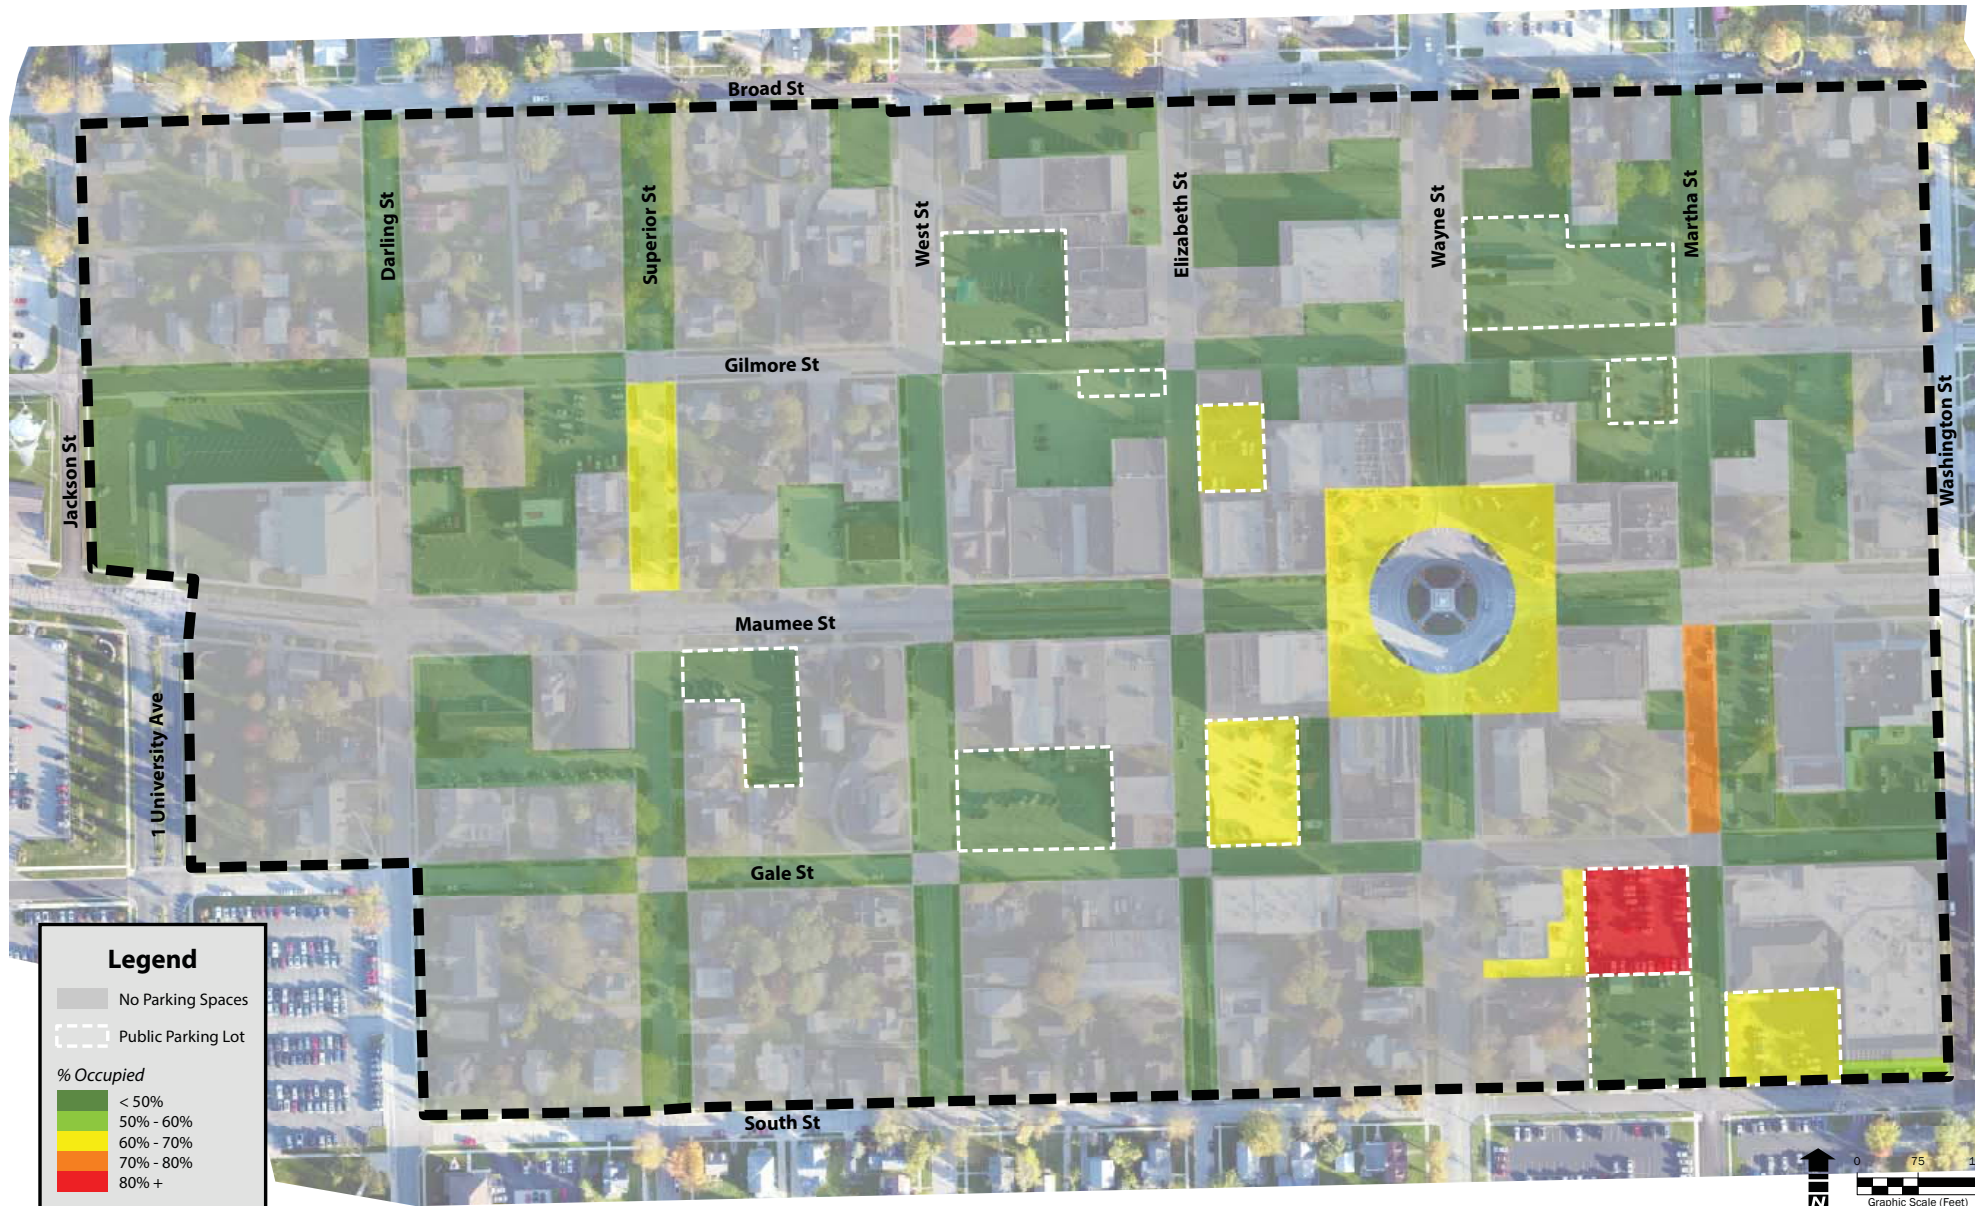 Broad St
Darling St
Superior St
West St
Elizabeth St
Wayne St
Martha St
Gilmore St
Jackson St
Washington St
Maumee St
1 University Ave
Gale St
South St
Legend
No Parking Spaces
Public Parking Lot
% Occupied
< 50%
50% - 60%
60% - 70%
70% - 80%
80% +
N
0 75 1
Graphic Scale (Feet)